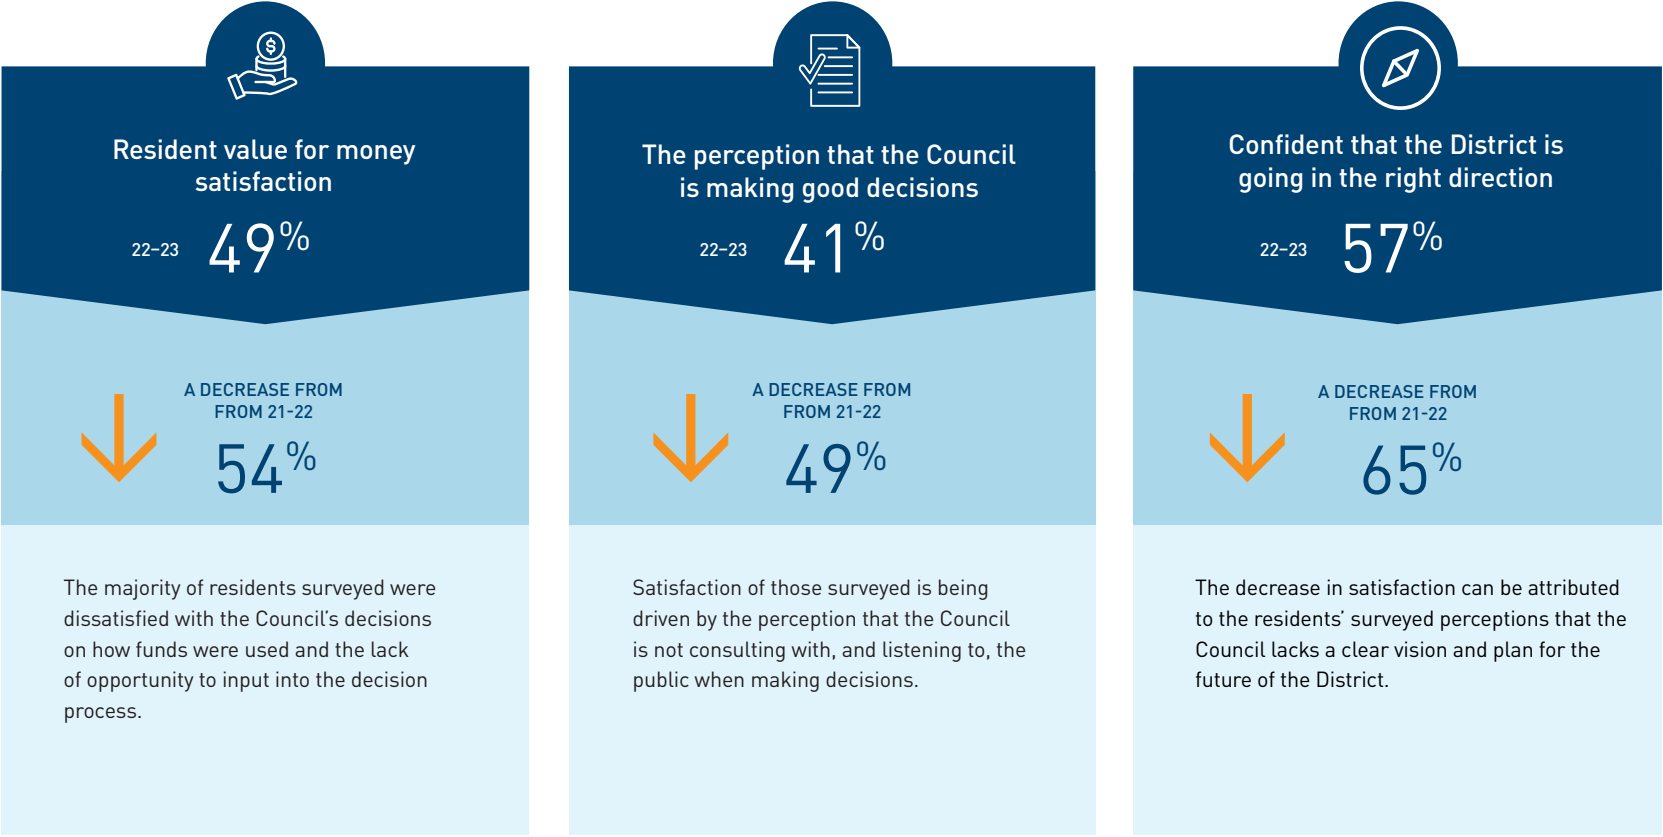 Resident value for money
satisfaction
22–23 49%
A DECREASE FROM
FROM 21-22
54%
The majority of residents surveyed were
dissatisfied with the Council’s decisions
on how funds were used and the lack
of opportunity to input into the decision
process.
The perception that the Council
is making good decisions
22–23 41%
A DECREASE FROM
FROM 21-22
49%
Satisfaction of those surveyed is being
driven by the perception that the Council
is not consulting with, and listening to, the
public when making decisions.
Confident that the District is
going in the right direction
22–23 57%
A DECREASE FROM
FROM 21-22
65%
The decrease in satisfaction can be attributed
to the residents’ surveyed perceptions that the
Council lacks a clear vision and plan for the
future of the District.